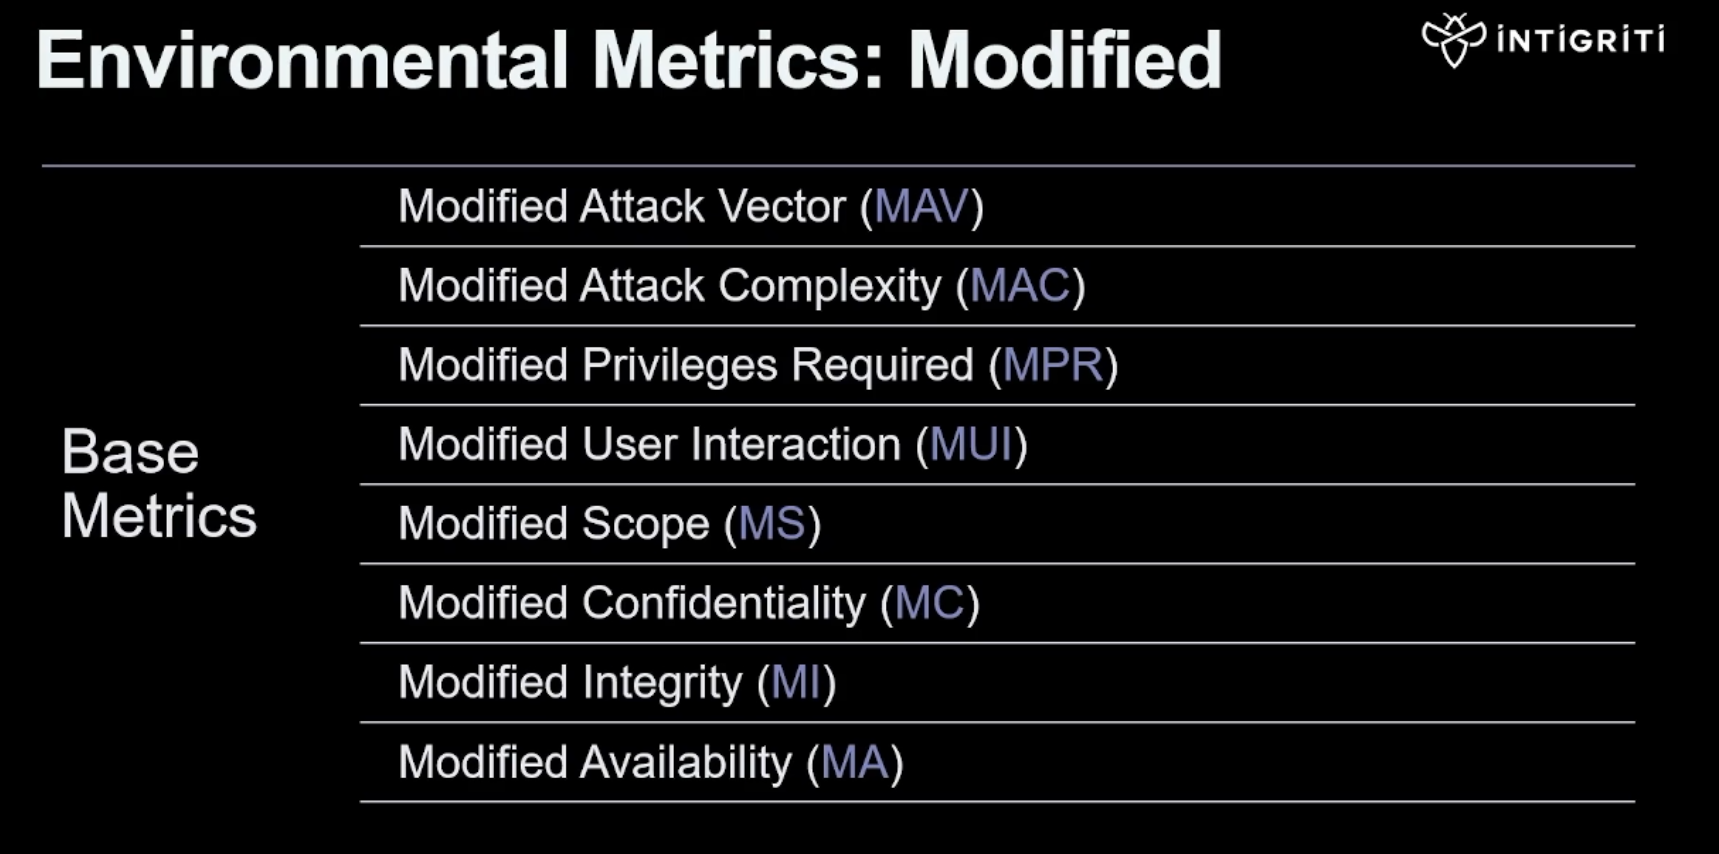 Environmental Metrics: Modified
iNTiGRiTi
Modified Attack Vector (MAV)
Modified Attack Complexity (MAC)
Modified Privileges Required (MPR)
Modified User Interaction (MUI)
Base
Metrics
Modified Scope (MS)
Modified Confidentiality (MC)
Modified Integrity (MI)
Modified Availability (MA)